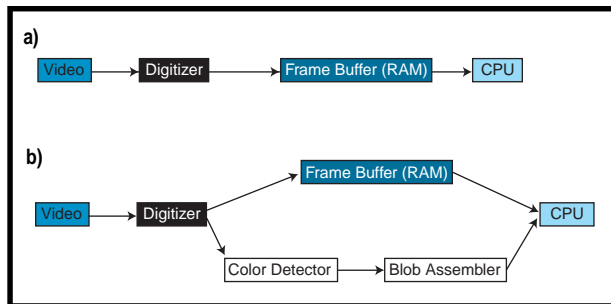 a)
Video Digitizer Frame Buffer (RAM) CPU
b)
Frame Buffer (RAM)
Video Digitizer CPU
Color Detector Blob Assembler